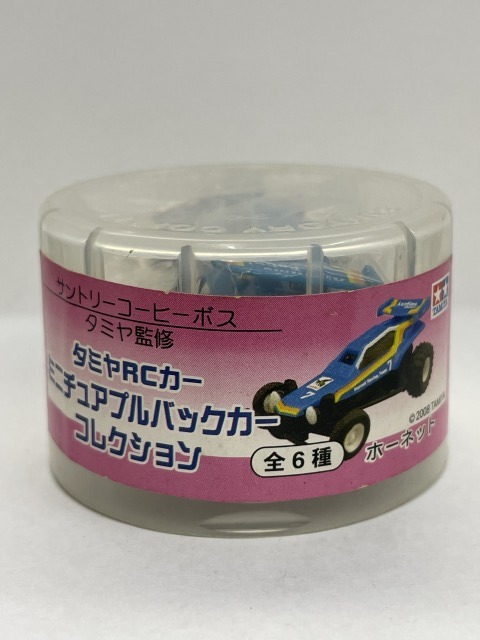 サントリーコーヒーボス
タミヤ監修
タミヤRCカー
ミニチュアプルバックカー
コレクション
全6種
TAMIYA
© 2008 TAMIYA
ホーネット